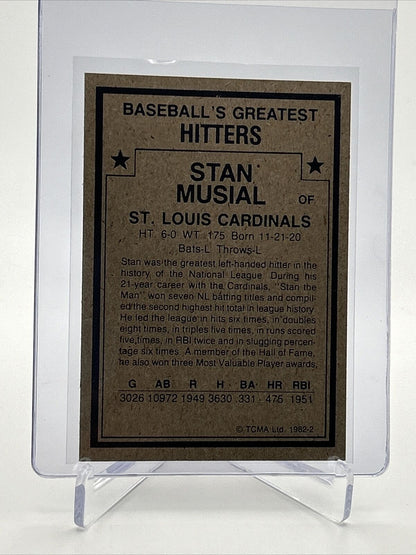 BASEBALL'S GREATEST
HITTERS
STAN
MUSIAL OF
ST. LOUIS CARDINALS
HT 6-0 WT 175 Born 11-21-20
Bats-L Throws-L
Stan was the greatest left-handed hitter in the
history of the National League. During his
21-year career with the Cardinals, "Stan the
Man" won seven NL batting titles and compil-
ed the second highest hit total in league history.
He led the league in hits six times, in doubles
eight times, in triples five times, in runs scored
five times, in RBI twice and in slugging percen-
tage six times. A member of the Hall of Fame,
he also won three Most Valuable Player awards,
G AB R H BA HR RBI
3026 10972 1949 3630 .331 475 1951
© TCMA Ltd. 1982-2